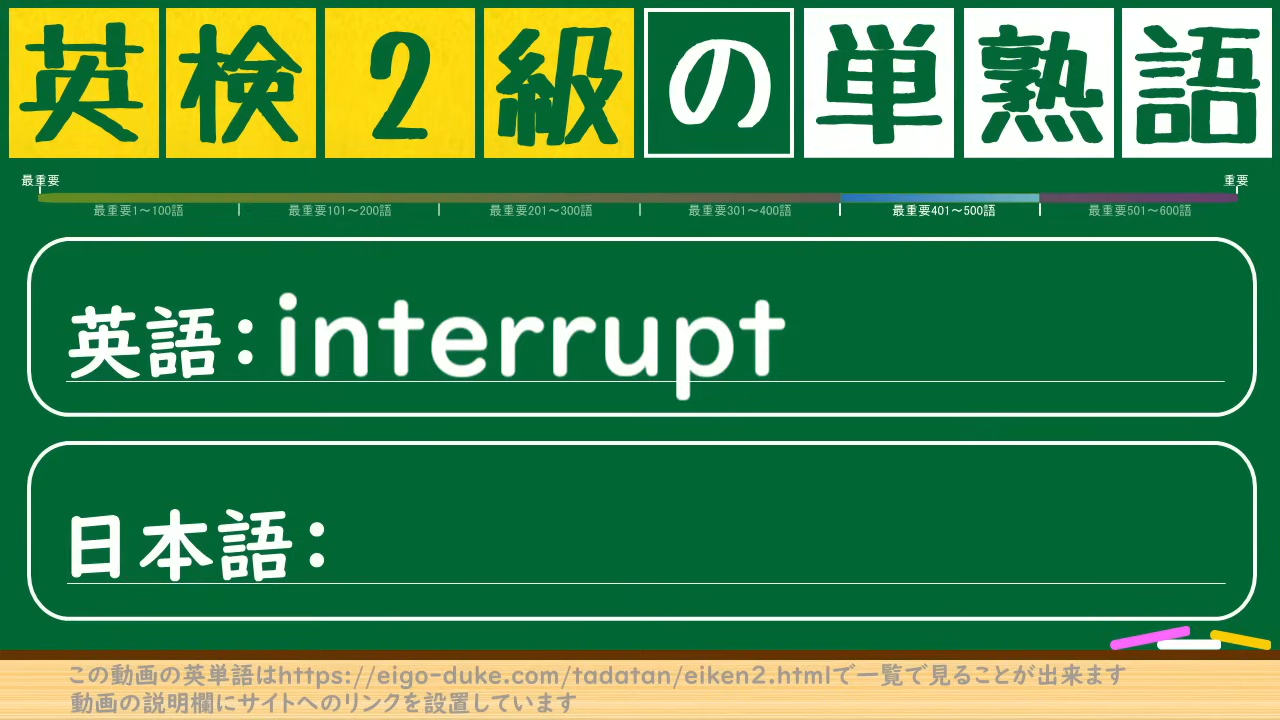 英検2級の単熟語
最重要 重要
最重要1～100語 最重要101～200語 最重要201～300語 最重要301～400語 最重要401～500語 最重要501～600語
英語：interrupt
日本語：
この動画の英単語はhttps://eigo-duke.com/tadatan/eiken2.htmlで一覧で見ることが出来ます
動画の説明欄にサイトへのリンクを設置しています